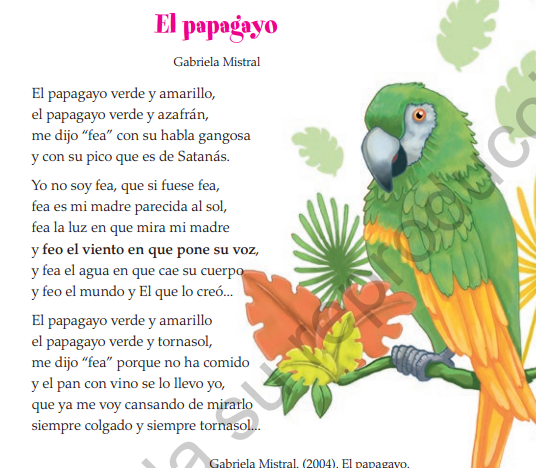 El papagayo
Gabriela Mistral
El papagayo verde y amarillo,
el papagayo verde y azafrán,
me dijo “fea” con su habla gangosa
y con su pico que es de Satanás.
Yo no soy fea, que si fuese fea,
fea es mi madre parecida al sol,
fea la luz en que mira mi madre
y feo el viento en que pone su voz,
y fea el agua en que cae su cuerpo
y feo el mundo y El que lo creó...
El papagayo verde y amarillo
el papagayo verde y tornasol,
me dijo “fea” porque no ha comido
y el pan con vino se lo llevo yo,
que ya me voy cansando de mirarlo
siempre colgado y siempre tornasol...
Gabriela Mistral. (2004). El papagayo.